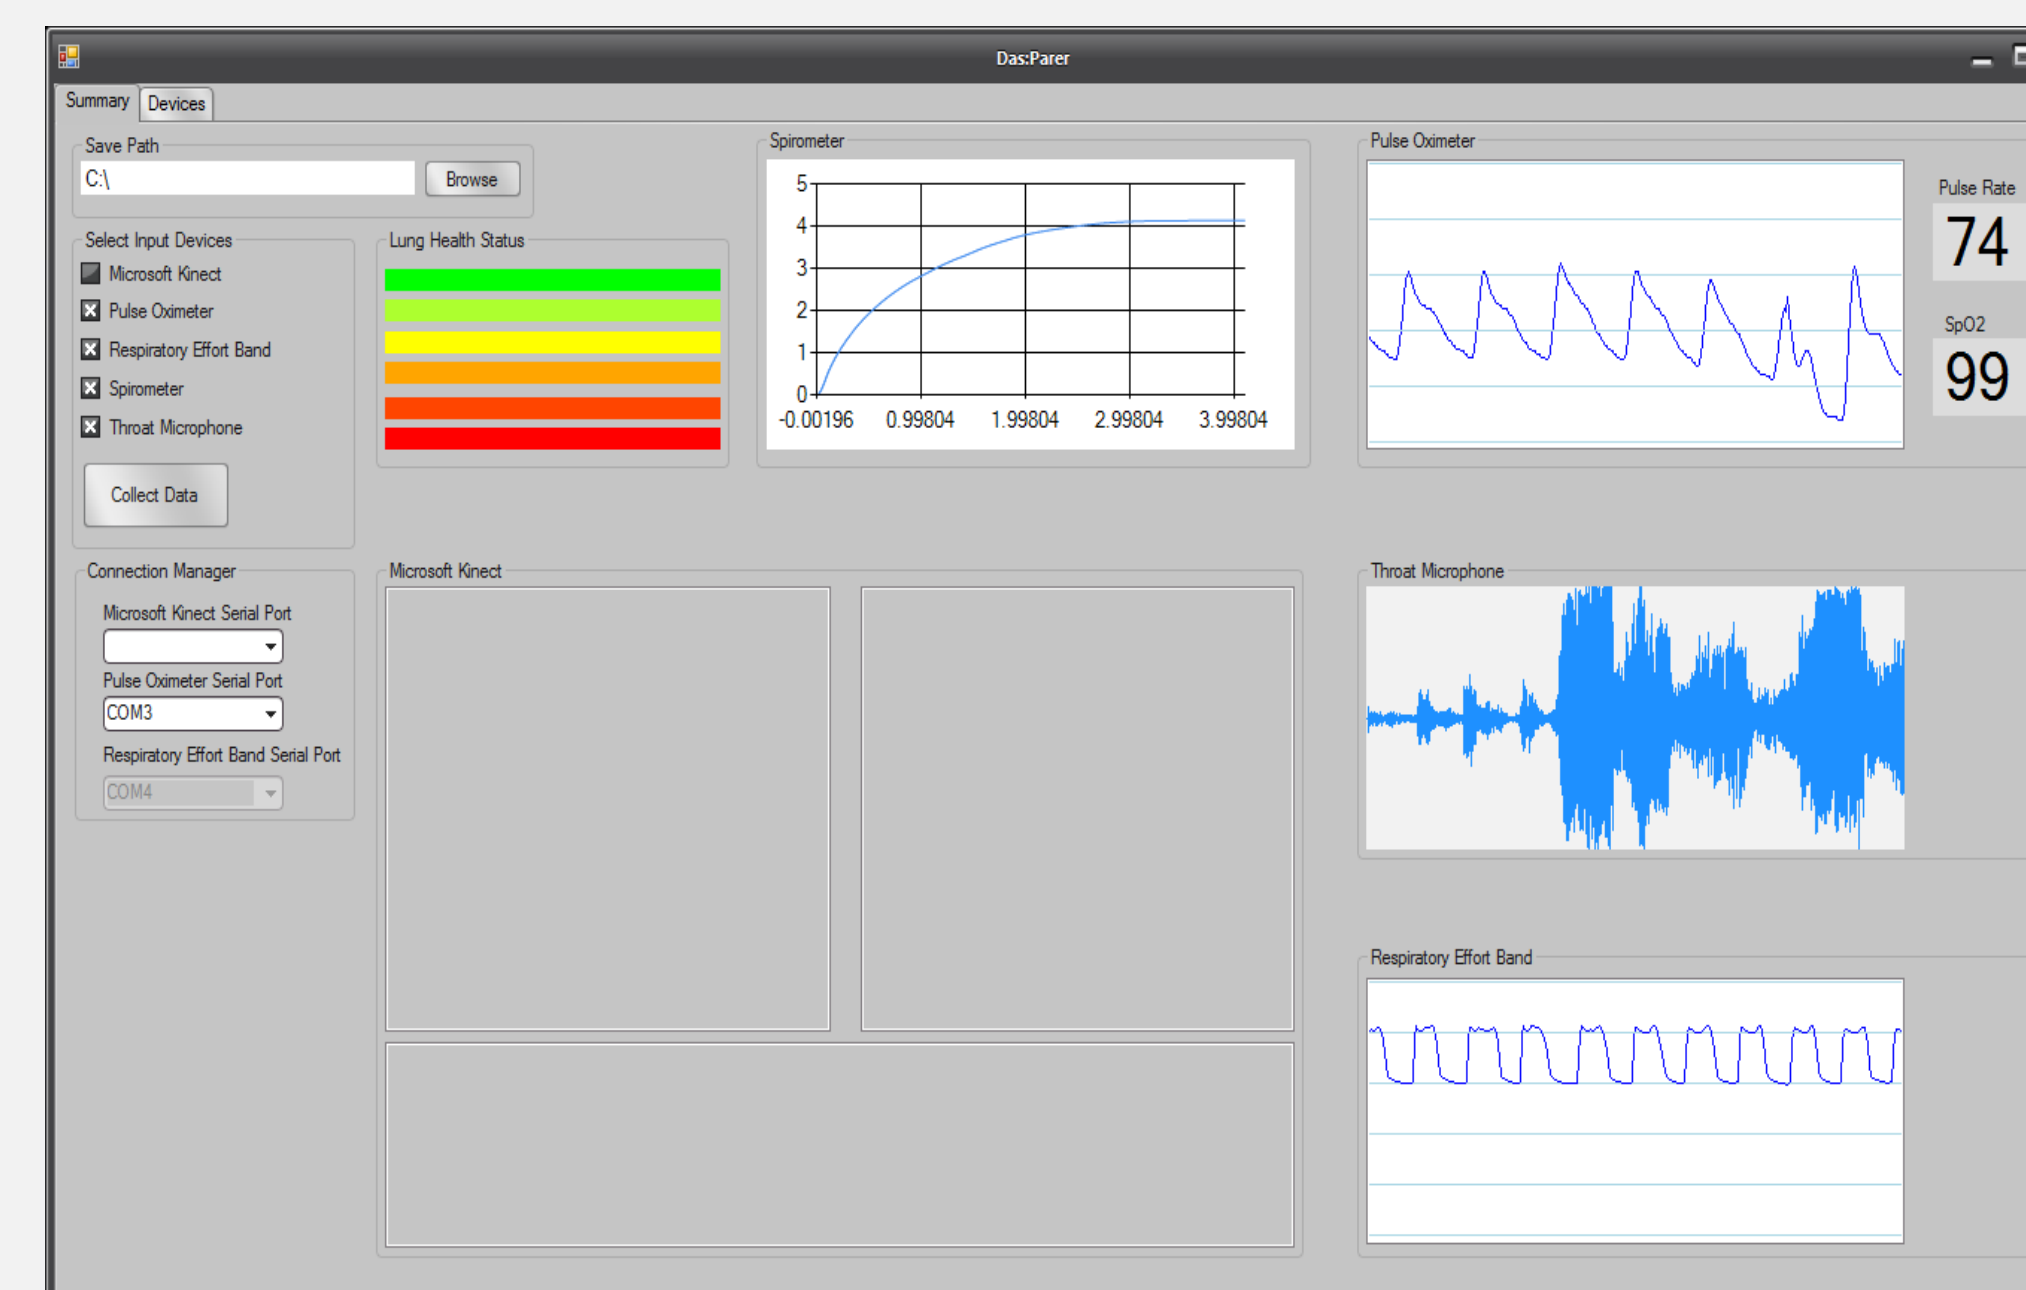 Das:Parer
Summary
Devices
Save Path
C:\
Browse
Select Input Devices
Microsoft Kinect
Pulse Oximeter
Respiratory Effort Band
Spirometer
Throat Microphone
Collect Data
Lung Health Status
Spirometer
5
4
3
2
1
0
-0.00196 0.99804 1.99804 2.99804 3.99804
Pulse Oximeter
Pulse Rate
74
SpO2
99
Connection Manager
Microsoft Kinect Serial Port
Pulse Oximeter Serial Port
COM3
Respiratory Effort Band Serial Port
COM4
Microsoft Kinect
Throat Microphone
Respiratory Effort Band